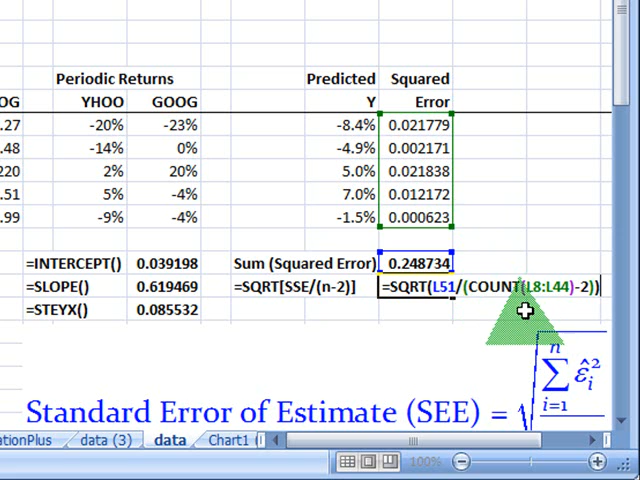 Periodic Returns Predicted Squared
OG YHOO GOOG Y Error
.27 -20% -23% -8.4% 0.021779
.48 -14% 0% -4.9% 0.002171
220 2% 20% 5.0% 0.021838
.51 5% -4% 7.0% 0.012172
.99 -9% -4% -1.5% 0.000623
=INTERCEPT() 0.039198 Sum (Squared Error) 0.248734
=SLOPE() 0.619469 =SQRT[SSE/(n-2)] =SQRT(L51/(COUNT(L8:L44)-2))
=STEYX() 0.085532
n
∑ ε̂i²
i=1
Standard Error of Estimate (SEE) = √
ationPlus data (3) data Chart1
100%